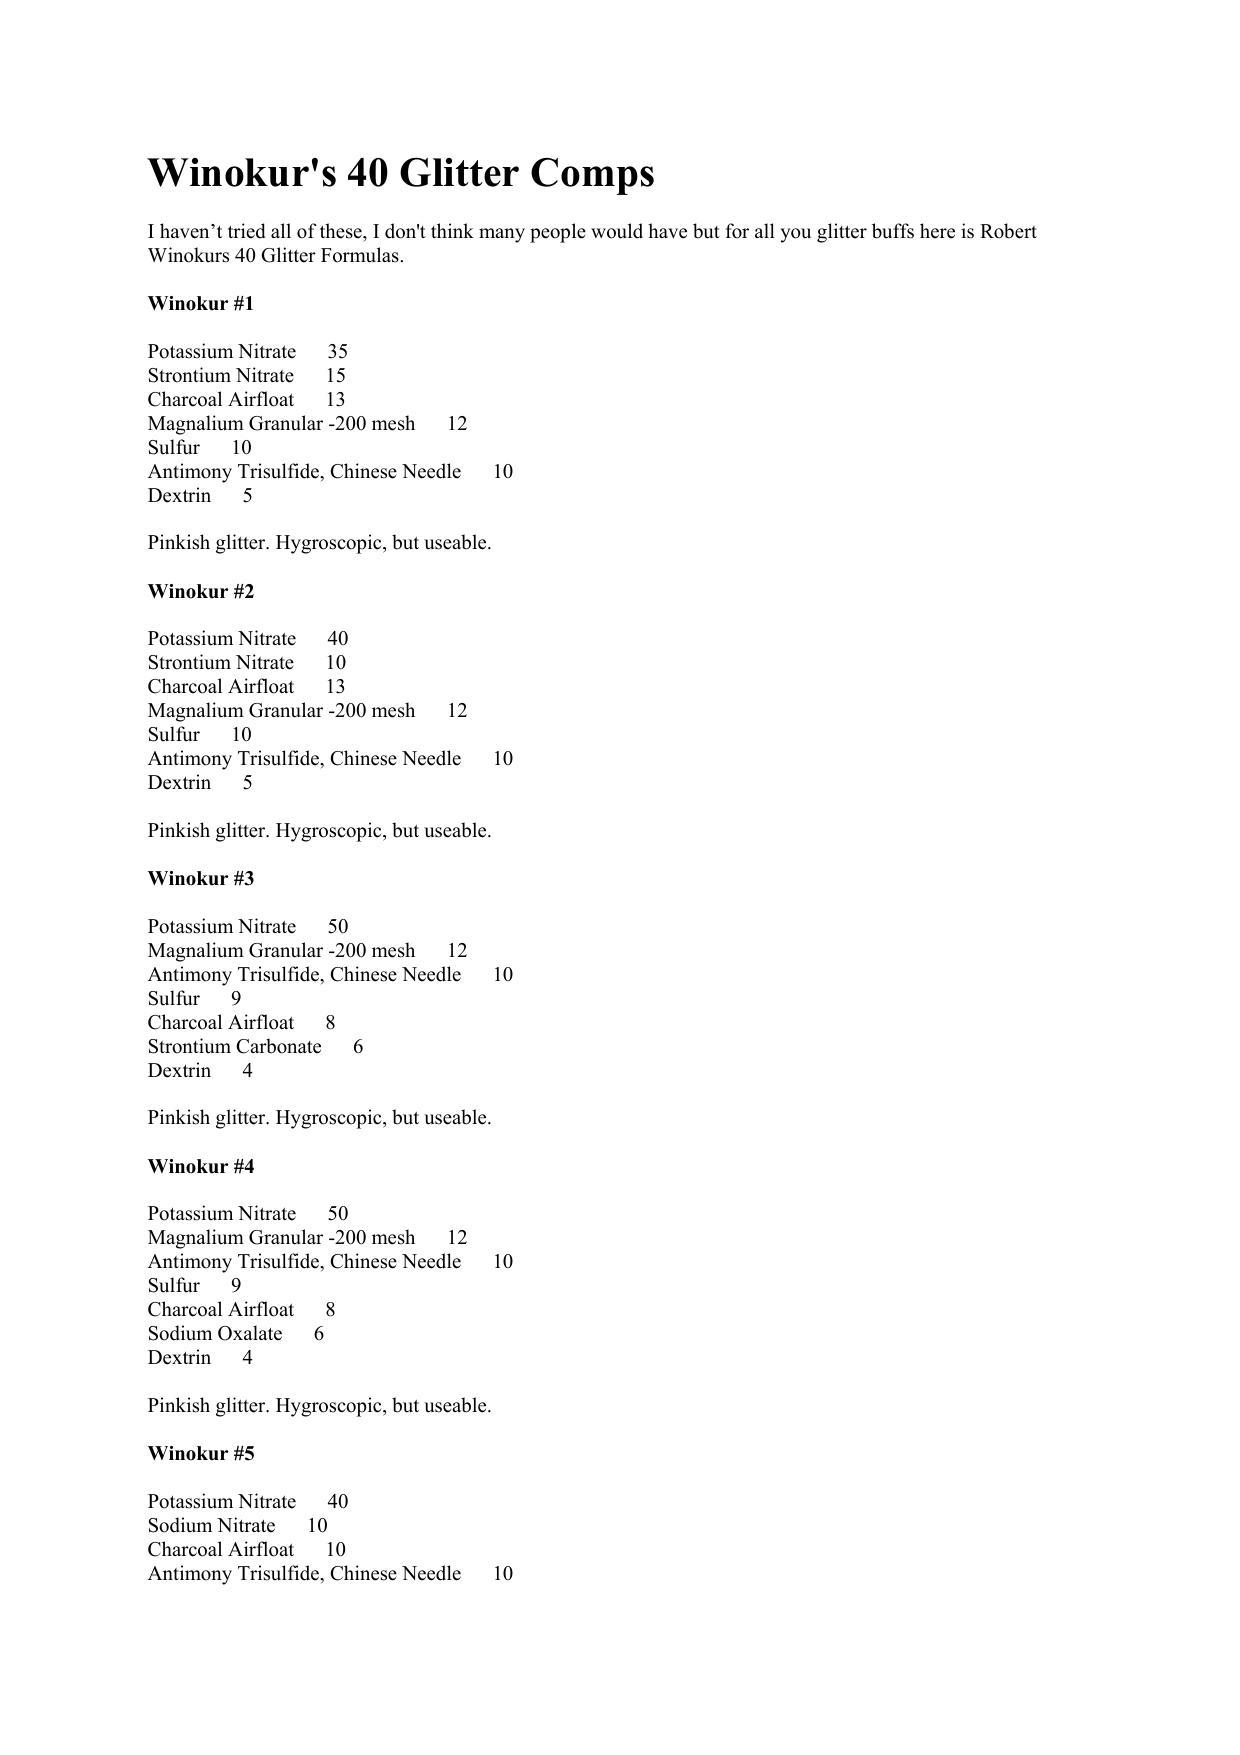 Winokur's 40 Glitter Comps
I haven’t tried all of these, I don't think many people would have but for all you glitter buffs here is Robert
Winokurs 40 Glitter Formulas.
Winokur #1
Potassium Nitrate 35
Strontium Nitrate 15
Charcoal Airfloat 13
Magnalium Granular -200 mesh 12
Sulfur 10
Antimony Trisulfide, Chinese Needle 10
Dextrin 5
Pinkish glitter. Hygroscopic, but useable.
Winokur #2
Potassium Nitrate 40
Strontium Nitrate 10
Charcoal Airfloat 13
Magnalium Granular -200 mesh 12
Sulfur 10
Antimony Trisulfide, Chinese Needle 10
Dextrin 5
Pinkish glitter. Hygroscopic, but useable.
Winokur #3
Potassium Nitrate 50
Magnalium Granular -200 mesh 12
Antimony Trisulfide, Chinese Needle 10
Sulfur 9
Charcoal Airfloat 8
Strontium Carbonate 6
Dextrin 4
Pinkish glitter. Hygroscopic, but useable.
Winokur #4
Potassium Nitrate 50
Magnalium Granular -200 mesh 12
Antimony Trisulfide, Chinese Needle 10
Sulfur 9
Charcoal Airfloat 8
Sodium Oxalate 6
Dextrin 4
Pinkish glitter. Hygroscopic, but useable.
Winokur #5
Potassium Nitrate 40
Sodium Nitrate 10
Charcoal Airfloat 10
Antimony Trisulfide, Chinese Needle 10